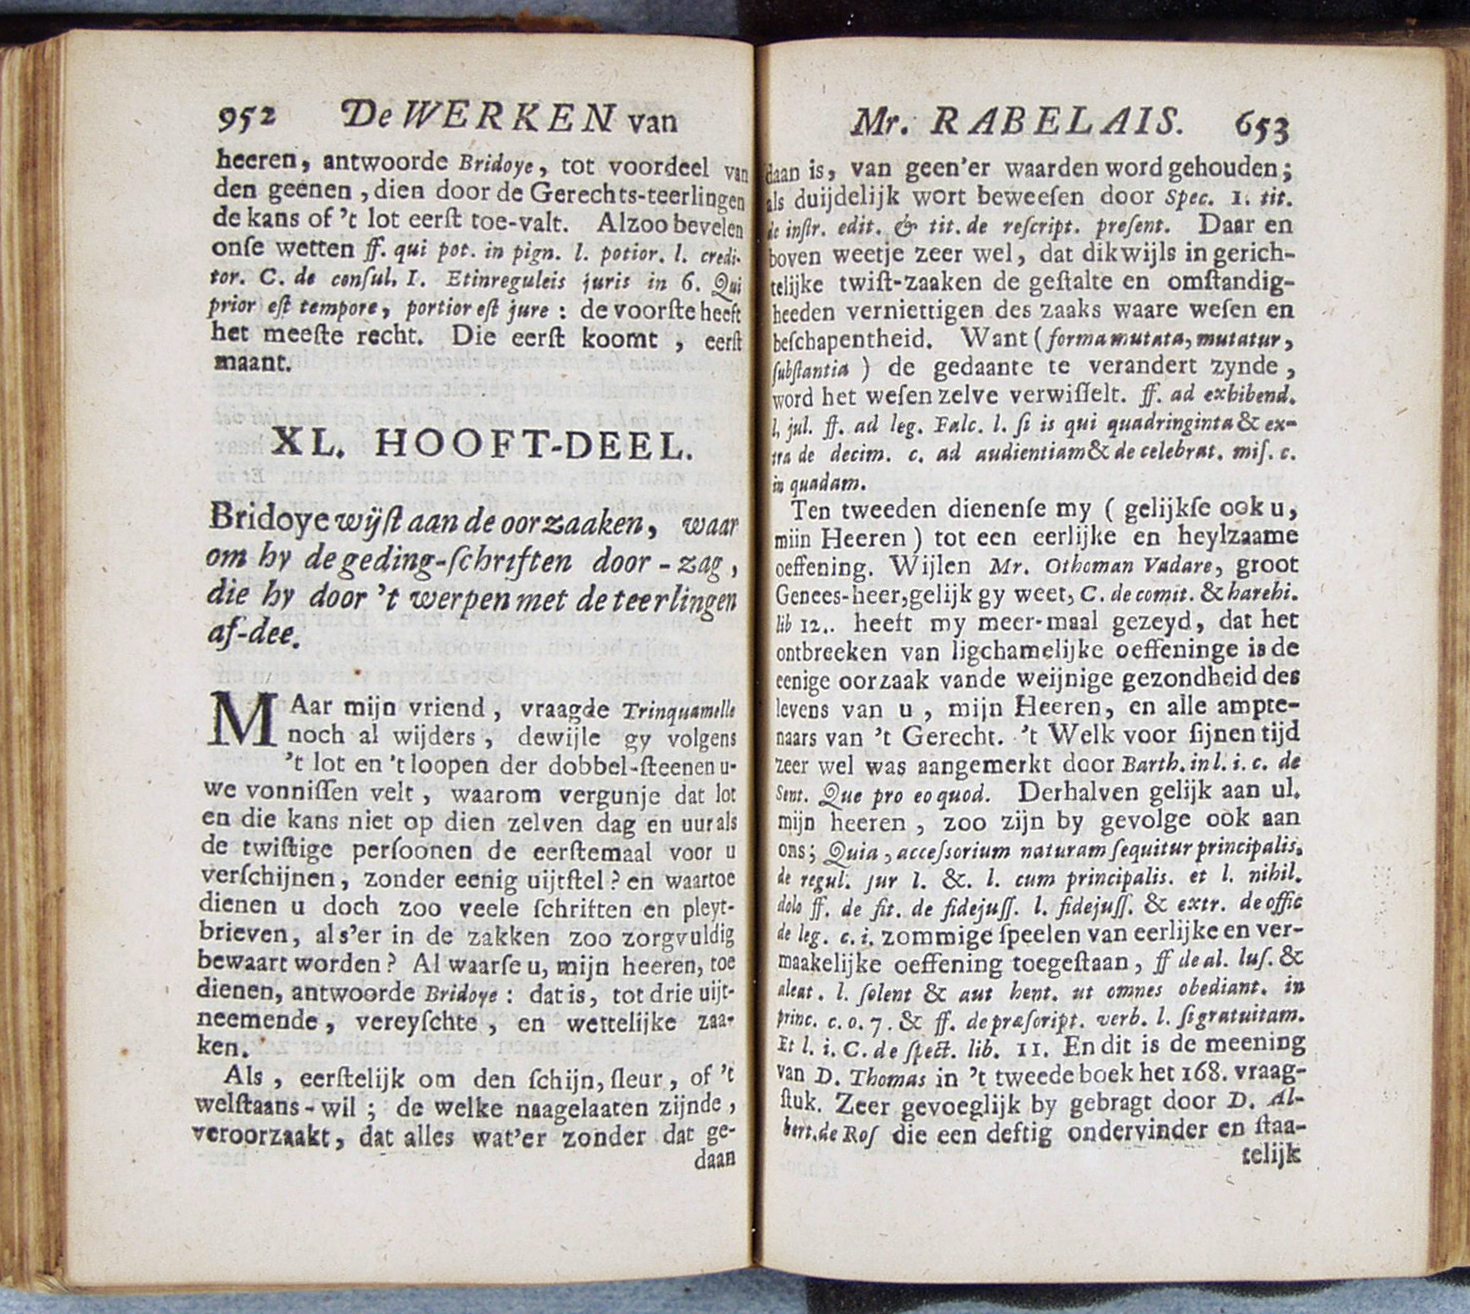 952 De WERKEN van
heeren, antwoorde Bridoye, tot voordeel van
den geenen, dien door de Gerechts-teerlingen
de kans of 't lot eerſt toe-valt. Alzoo bevelen
onſe wetten ff. qui pot. in pign. l. potior. l. credi-
tor. C. de conſul. I. Etinreguleis juris in 6. Qui
prior eſt tempore, portior eſt jure : de voorſte heeft
het meeſte recht. Die eerſt koomt , eerſt
maant.
XL. HOOFT-DEEL.
Bridoye wijſt aan de oorzaaken, waar
om hy de geding-ſchriften door-zag,
die hy door 't werpen met de teerlingen
af-dee.
MAar mijn vriend, vraagde Trinquamelle
noch al wijders, dewijle gy volgens
't lot en 't loopen der dobbel-ſteenen u-
we vonniſſen velt, waarom vergunje dat lot
en die kans niet op dien zelven dag en uur als
de twiſtige perſoonen de eerſtemaal voor u
verſchijnen, zonder eenig uijtſtel? en waartoe
dienen u doch zoo veele ſchriften en pleyt-
brieven, als'er in de zakken zoo zorgvuldig
bewaart worden? Al waarſe u, mijn heeren, toe
dienen, antwoorde Bridoye : dat is, tot drie uijt-
neemende, vereyſchte, en wettelijke zaa-
ken.
Als, eerſtelijk om den ſchijn, ſleur, of 't
welſtaans-wil; de welke naagelaaten zijnde,
veroorzaakt, dat alles wat'er zonder dat ge-
daan
Mr. RABELAIS. 653
daan is, van geen'er waarden word gehouden;
als duijdelijk wort beweeſen door Spec. 1. tit.
de inſtr. edit. & tit. de reſcript. preſent. Daar en
boven weetje zeer wel, dat dikwijls in gerich-
telijke twiſt-zaaken de geſtalte en omſtandig-
heeden verniettigen des zaaks waare weſen en
beſchapentheid. Want (forma mutata, mutatur,
ſubſtantia ) de gedaante te verandert zynde,
word het weſen zelve verwiſſelt. ff. ad exhibend.
l. jul. ff. ad leg. Falc. l. ſi is qui quadringinta & ex-
tra de decim. c. ad audientiam & de celebrat. miſ. c.
in quadam.
Ten tweeden dienenſe my ( gelijkſe ook u,
miin Heeren ) tot een eerlijke en heylzaame
oeffening. Wijlen Mr. Othoman Vadare, groot
Genees-heer, gelijk gy weet, C. de comit. & harehi.
lib 12.. heeft my meer-maal gezeyd, dat het
ontbreeken van ligchamelijke oeffeninge is de
eenige oorzaak vande weijnige gezondheid des
levens van u, mijn Heeren, en alle ampte-
naars van 't Gerecht. 't Welk voor ſijnen tijd
zeer wel was aangemerkt door Barth. in l. i. c. de
Sent. Que pro eo quod. Derhalven gelijk aan ul.
mijn heeren, zoo zijn by gevolge ook aan
ons; Quia, acceſsorium naturam ſequitur principalis.
de regul. jur l. &. l. cum principalis. et l. nihil.
dolo ff. de fit. de fidejuſſ. l. fidejuſſ. & extr. de offic
de leg. c. i. zommige ſpeelen van eerlijke en ver-
maakelijke oeffening toegeſtaan, ff de al. luſ. &
aleat. l. ſolent & aut hent. ut omnes obediant. in
princ. c. o. 7. & ff. de præſcript. verb. l. ſi gratuitam.
Et l. i. C. de ſpect. lib. 11. En dit is de meening
van D. Thomas in 't tweede boek het 168. vraag-
ſtuk. Zeer gevoeglijk by gebragt door D. Al-
bert. de Roſ die een deftig ondervinder en ſtaa-
telijk